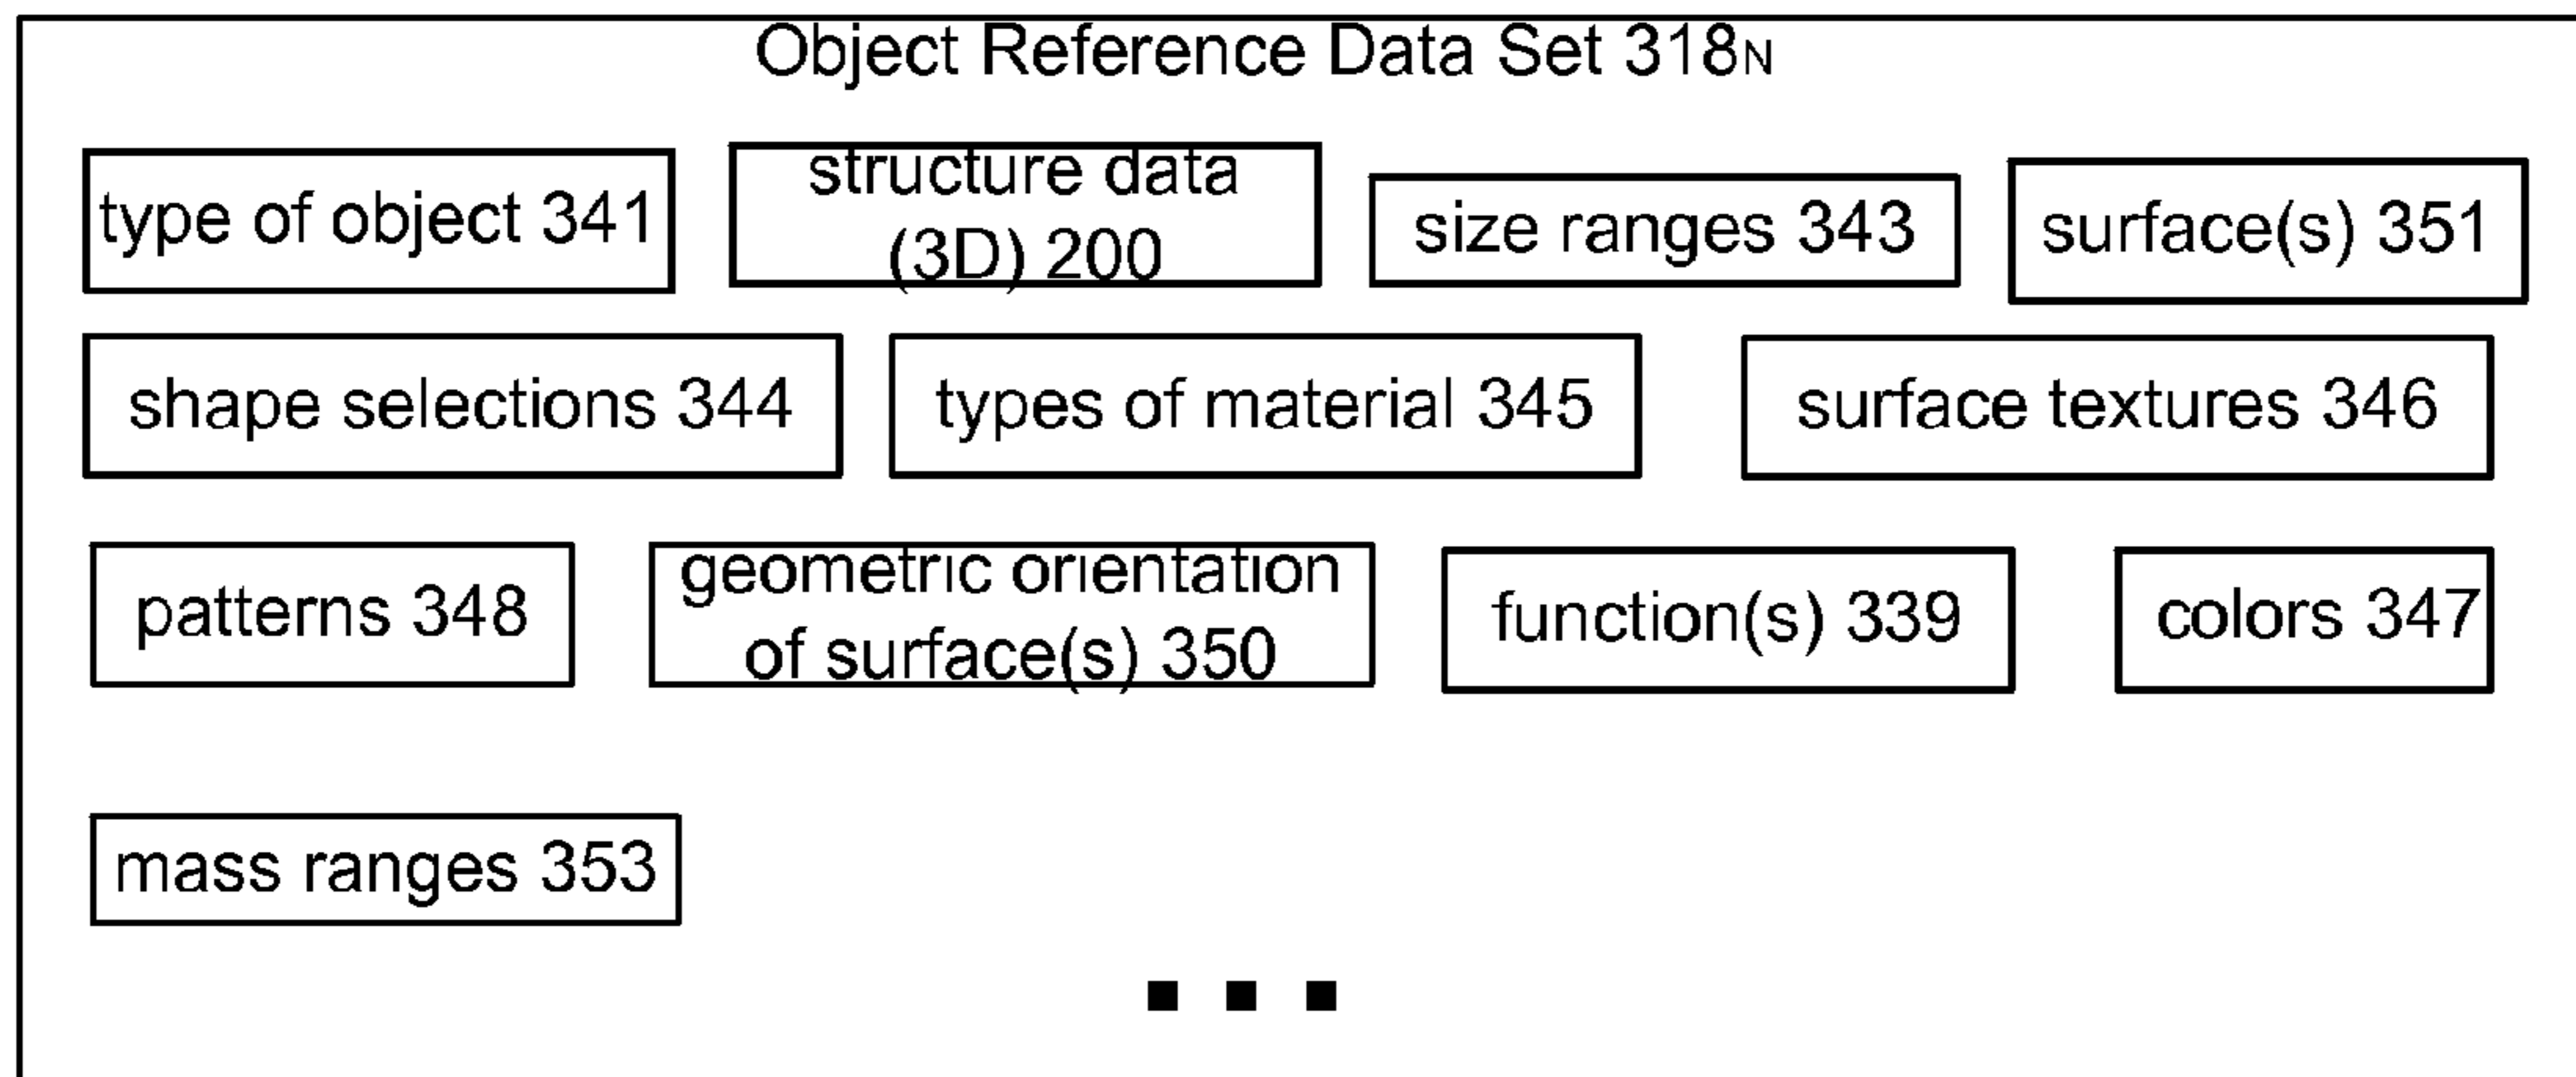 Object Reference Data Set 318N
type of object 341
structure data
(3D) 200
size ranges 343
surface(s) 351
shape selections 344
types of material 345
surface textures 346
patterns 348
geometric orientation
of surface(s) 350
function(s) 339
colors 347
mass ranges 353